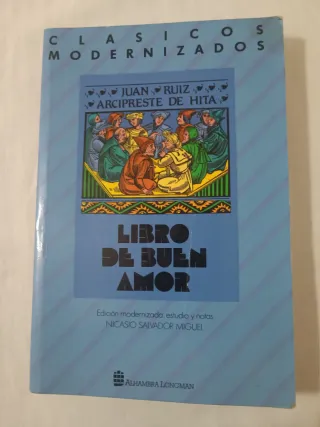 CLASICOS
MODERNIZADOS
JUAN RUIZ
ARCIPRESTE DE HITA
LIBRO
DE BUEN
AMOR
Edición modernizada, estudio y notas
NICASIO SALVADOR MIGUEL
ALHAMBRA LONGMAN